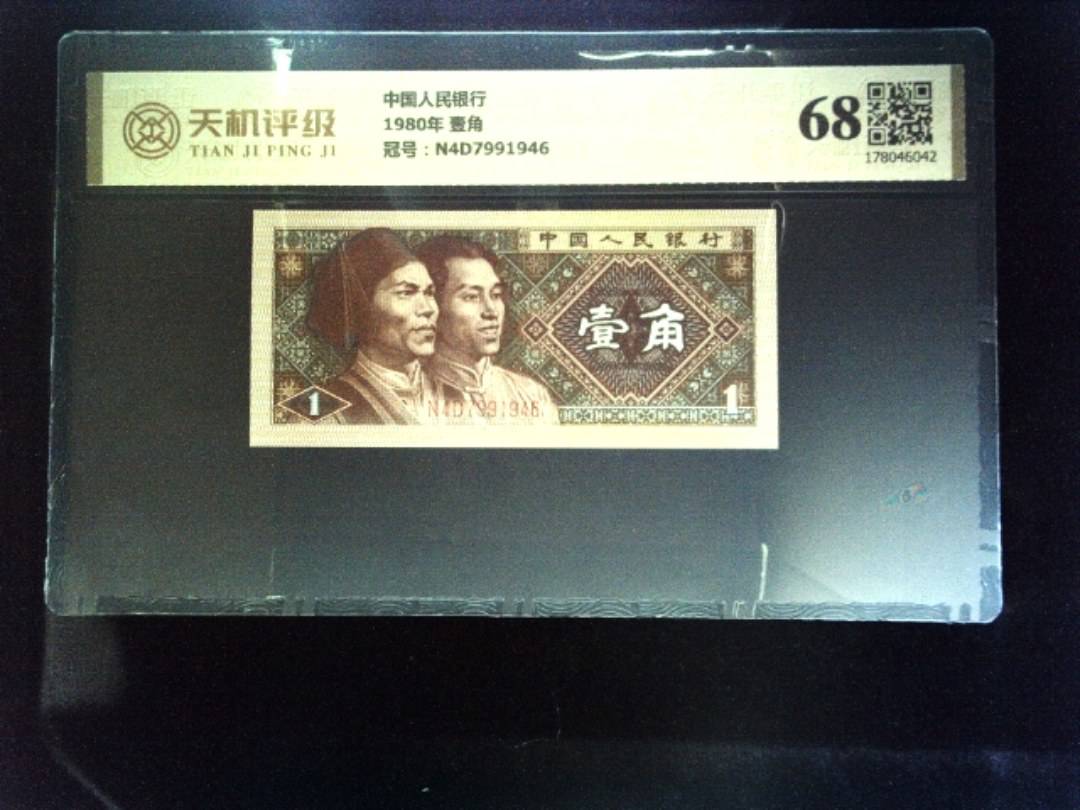 天机评级
TIAN JI PING JI
中国人民银行
1980年 壹角
冠号：N4D7991946
68
178046042
中国人民银行
壹角
1
N4D7991946
1